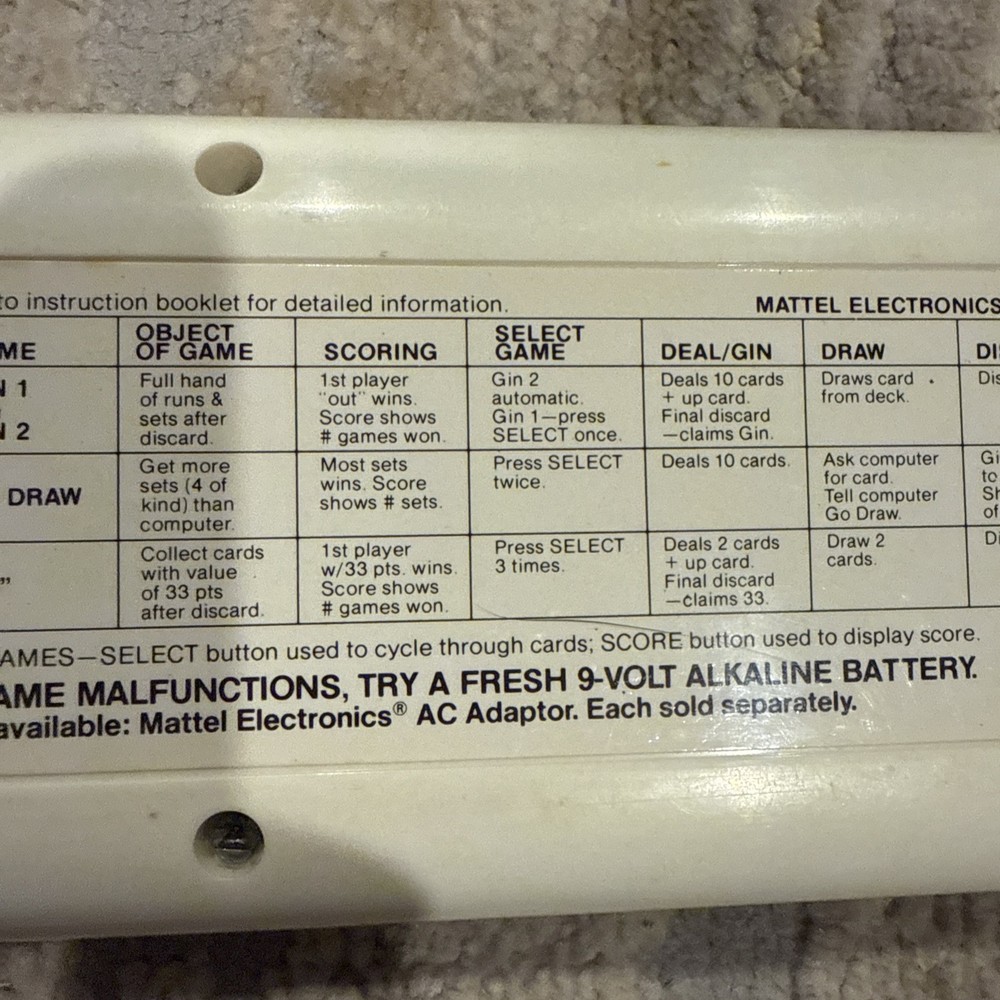 to instruction booklet for detailed information.
MATTEL ELECTRONICS
ME
OBJECT
OF GAME
SCORING
SELECT
GAME
DEAL/GIN
DRAW
DI
1
2
Full hand
of runs &
sets after
discard.
1st player
"out" wins.
Score shows
# games won.
Gin 2
automatic.
Gin 1—press
SELECT once.
Deals 10 cards
+ up card.
Final discard
—claims Gin.
Draws card
from deck.
Dis
DRAW
Get more
sets (4 of
kind) than
computer.
Most sets
wins. Score
shows # sets.
Press SELECT
twice.
Deals 10 cards.
Ask computer
for card.
Tell computer
Go Draw.
Gi
to
Sh
of
"
Collect cards
with value
of 33 pts
after discard.
1st player
w/33 pts. wins.
Score shows
# games won.
Press SELECT
3 times.
Deals 2 cards
+ up card.
Final discard
—claims 33.
Draw 2
cards.
Di
AMES—SELECT button used to cycle through cards; SCORE button used to display score.
AME MALFUNCTIONS, TRY A FRESH 9-VOLT ALKALINE BATTERY.
available: Mattel Electronics® AC Adaptor. Each sold separately.